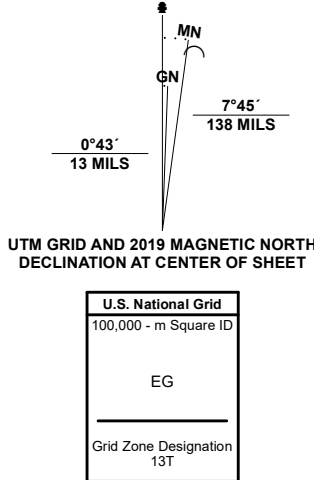 MN
GN
7°45´
138 MILS
0°43´
13 MILS
UTM GRID AND 2019 MAGNETIC NORTH
DECLINATION AT CENTER OF SHEET
U.S. National Grid
100,000 - m Square ID
EG
Grid Zone Designation
13T